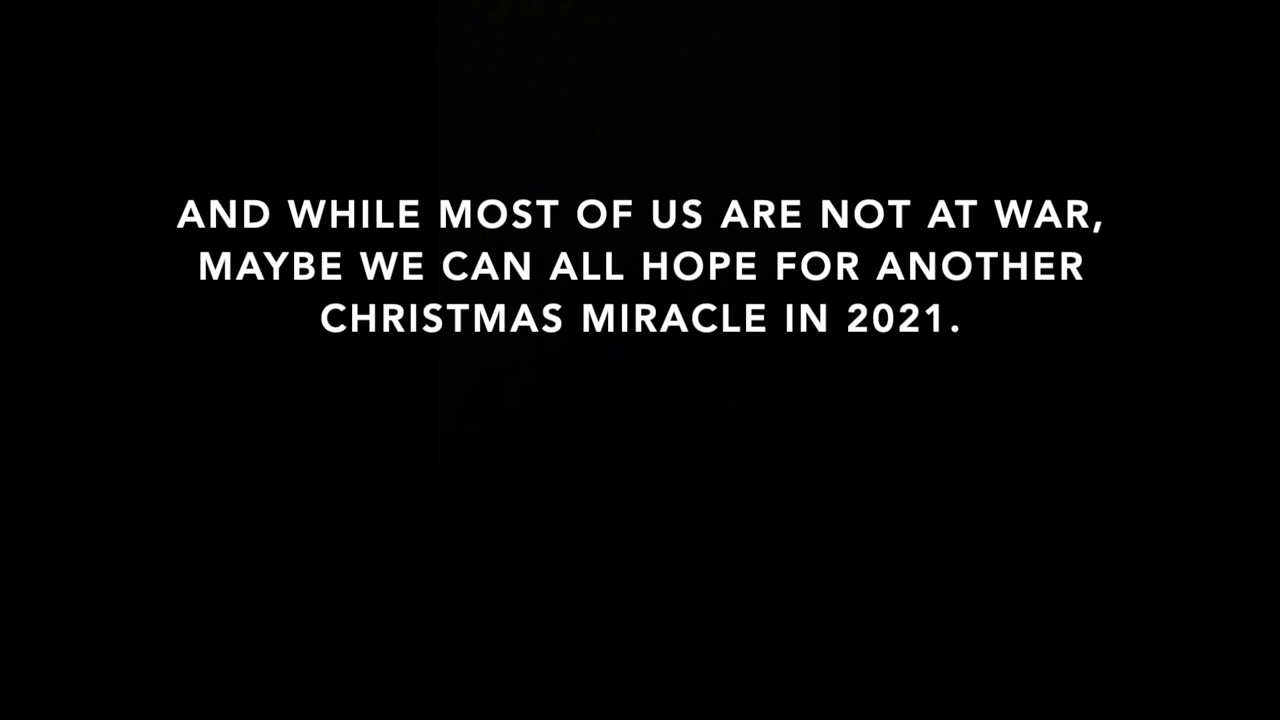 AND WHILE MOST OF US ARE NOT AT WAR,
MAYBE WE CAN ALL HOPE FOR ANOTHER
CHRISTMAS MIRACLE IN 2021.